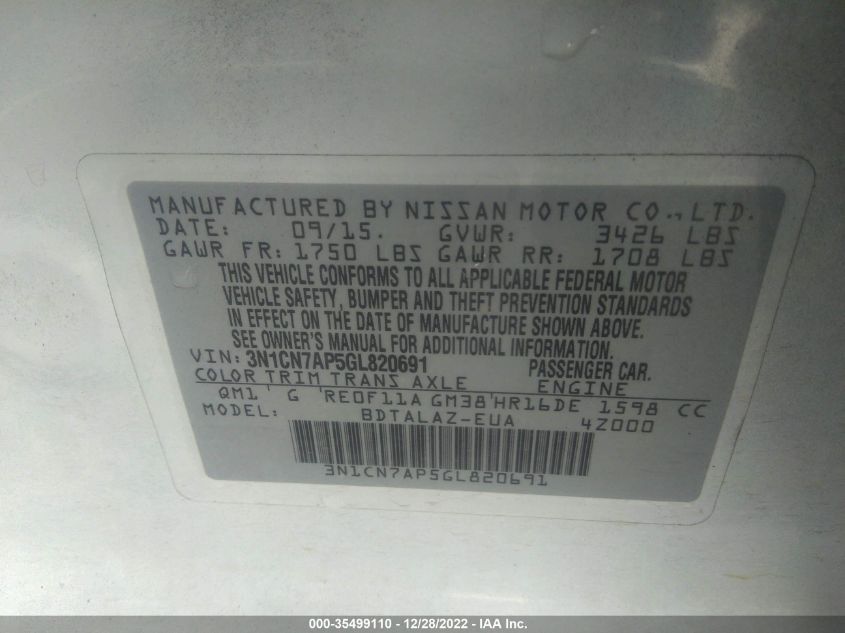 MANUFACTURED BY NISSAN MOTOR CO., LTD.
DATE: 09/15. GVWR: 3426 LBS
GAWR FR: 1750 LBS GAWR RR: 1708 LBS
THIS VEHICLE CONFORMS TO ALL APPLICABLE FEDERAL MOTOR
VEHICLE SAFETY, BUMPER AND THEFT PREVENTION STANDARDS
IN EFFECT ON THE DATE OF MANUFACTURE SHOWN ABOVE.
SEE OWNER'S MANUAL FOR ADDITIONAL INFORMATION.
VIN: 3N1CN7AP5GL820691 PASSENGER CAR.
COLOR TRIM TRANS AXLE ENGINE
QM1 ' G 'RE0F11A GM38'HR16DE 1598 CC
MODEL: BDTALAZ-EUA 4Z000
3N1CN7AP5GL820691
000-35499110 - 12/28/2022 - IAA Inc.